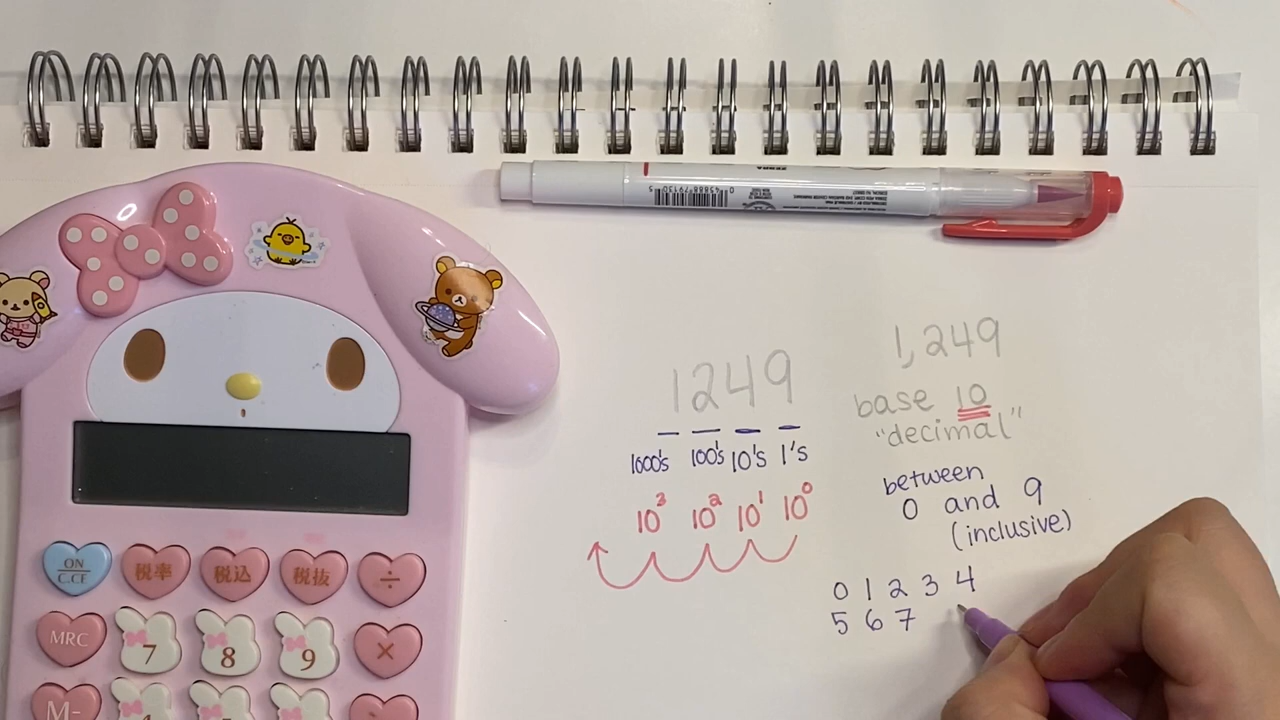 1,249
1249
base 10
"decimal"
1000's 100's 10's 1's
between
0 and 9
(inclusive)
10³ 10² 10¹ 10⁰
0 1 2 3 4
5 6 7
ON
C.CE
税率
税込
税抜
÷
MRC
7
8
9
×
M-